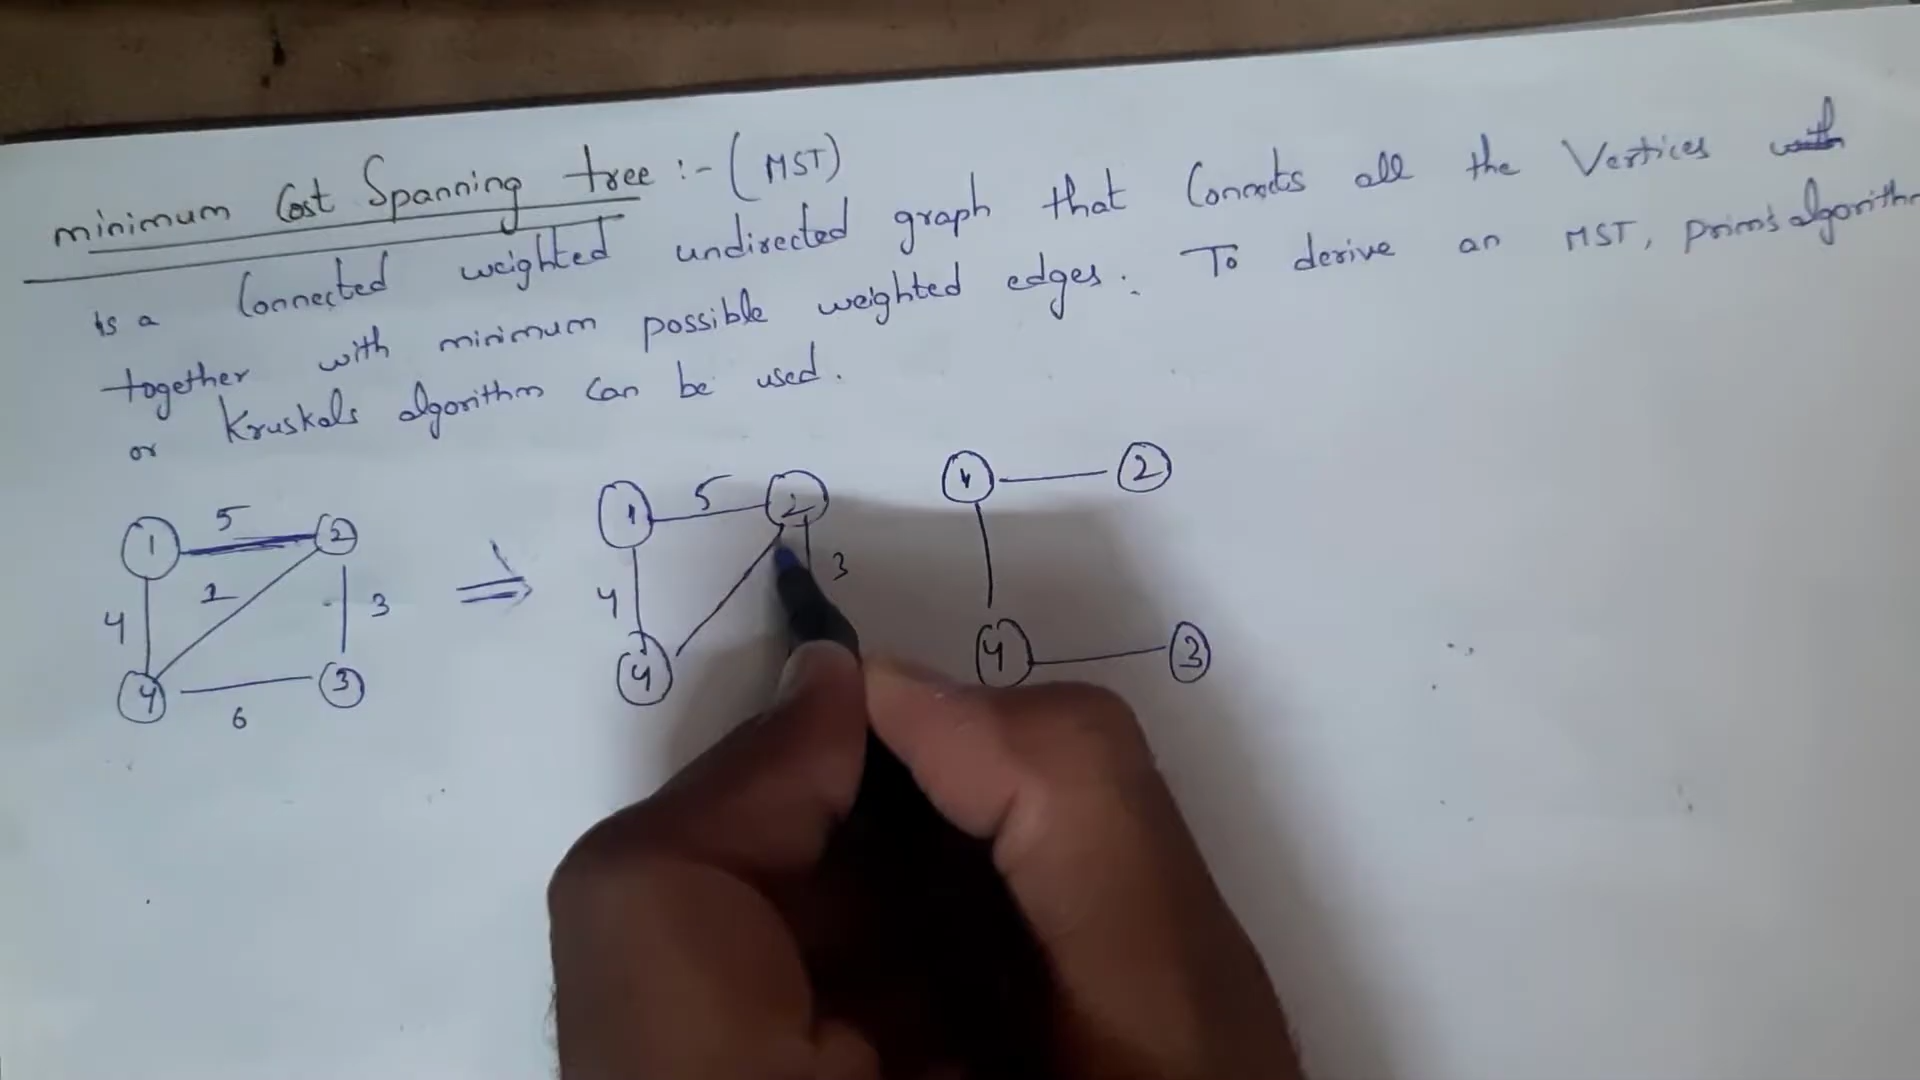 minimum Cost Spanning tree :- (MST)
is a Connected weighted undirected graph that Connects all the Vertices with
together with minimum possible weighted edges. To derive an MST, prims algorithm
or Kruskals algorithm can be used.
1 5 2
4 2 3
4 6 3
1 5 2
4 3
4
1 2
4 3